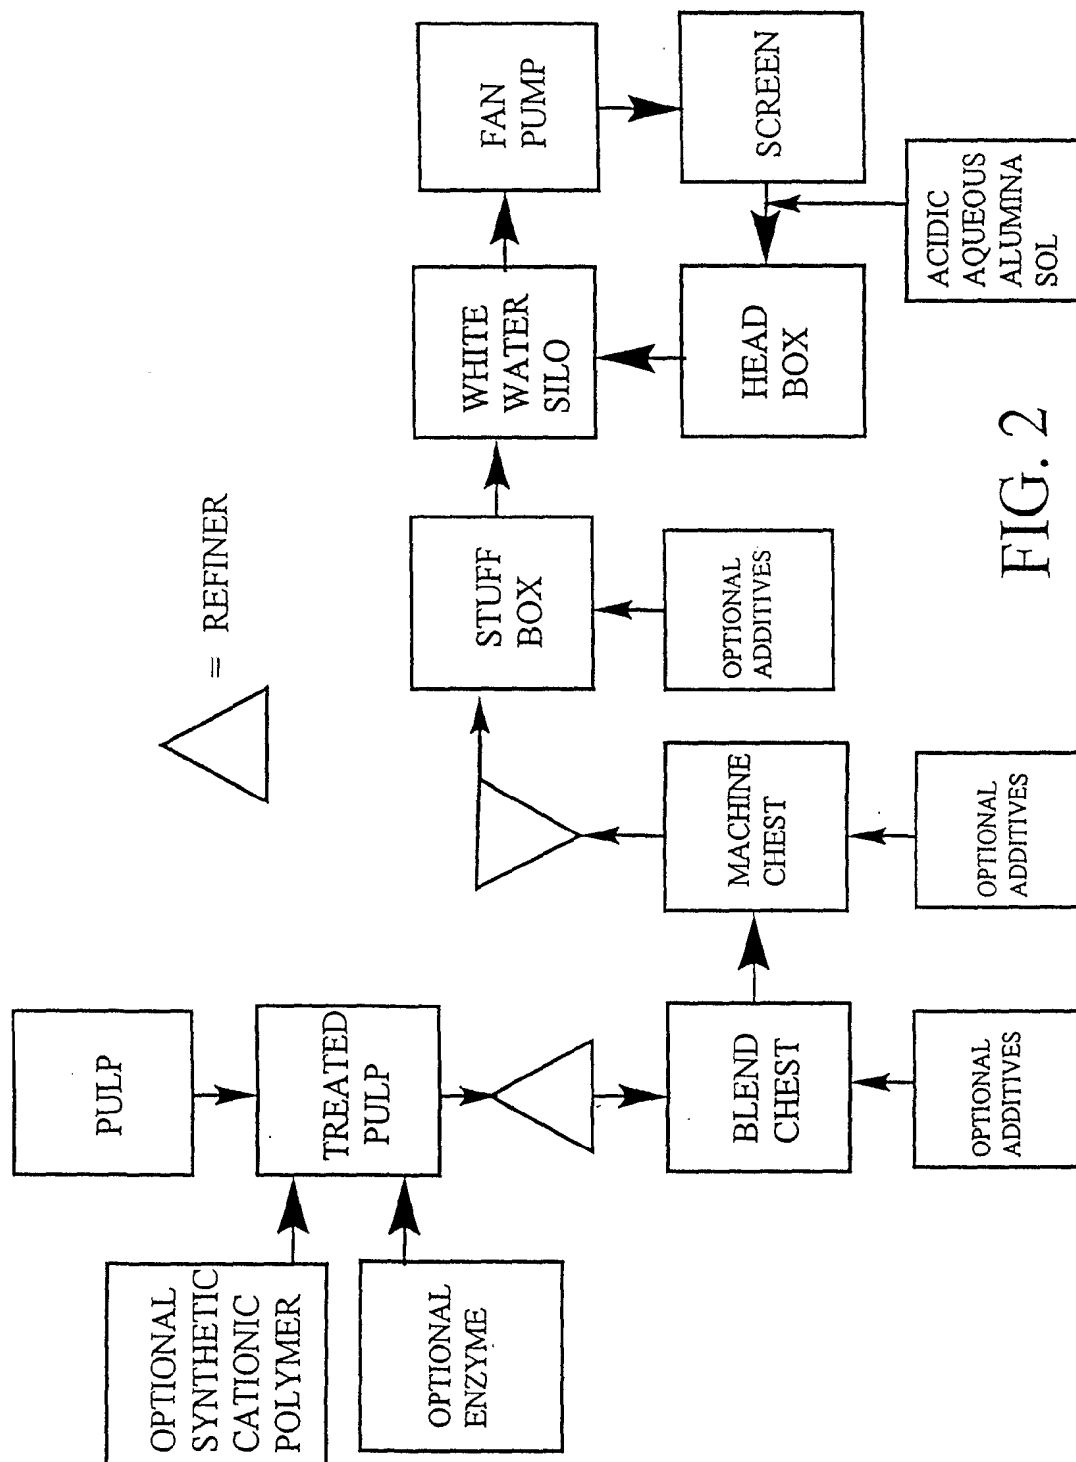 PULP
OPTIONAL
SYNTHETIC
CATIONIC
POLYMER
TREATED
PULP
OPTIONAL
ENZYME
BLEND
CHEST
OPTIONAL
ADDITIVES
MACHINE
CHEST
OPTIONAL
ADDITIVES
= REFINER
STUFF
BOX
OPTIONAL
ADDITIVES
WHITE
WATER
SILO
FAN
PUMP
SCREEN
HEAD
BOX
ACIDIC
AQUEOUS
ALUMINA
SOL
FIG. 2